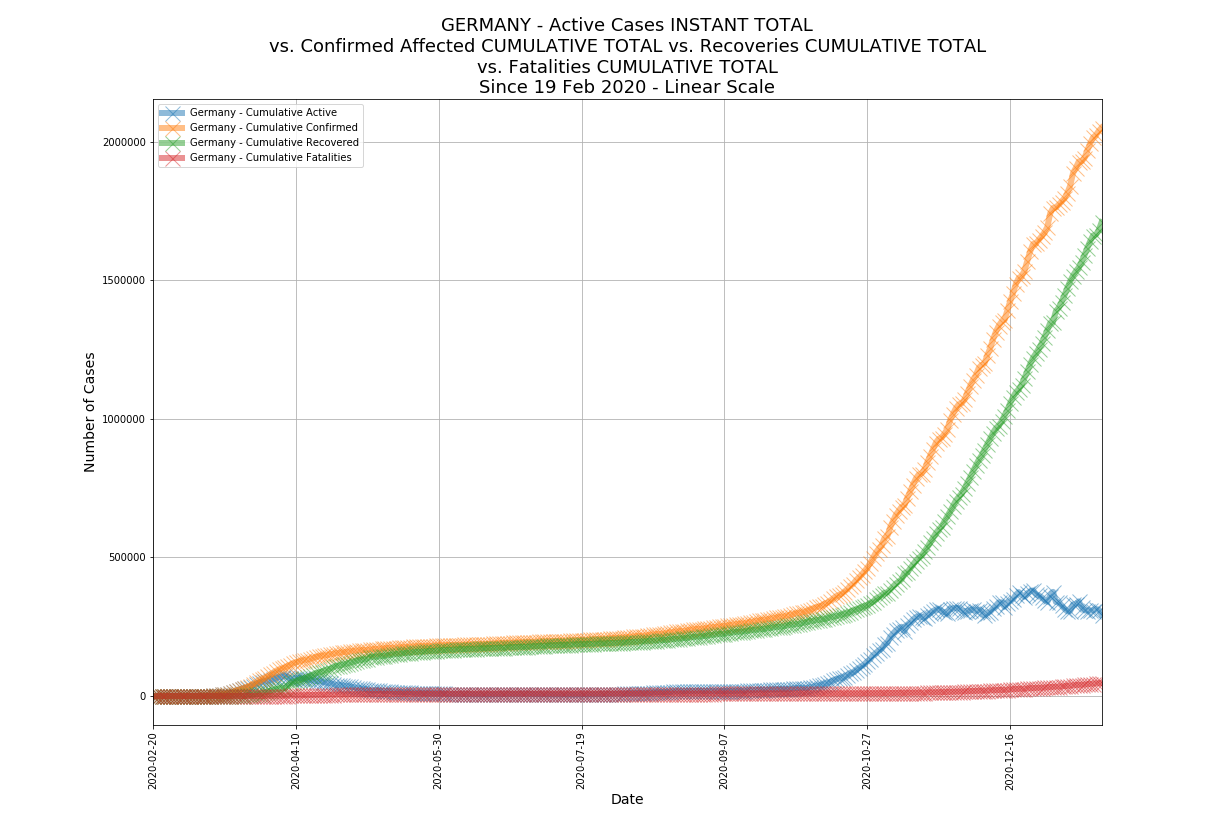 GERMANY - Active Cases INSTANT TOTAL
vs. Confirmed Affected CUMULATIVE TOTAL vs. Recoveries CUMULATIVE TOTAL
vs. Fatalities CUMULATIVE TOTAL
Since 19 Feb 2020 - Linear Scale
Germany - Cumulative Active
Germany - Cumulative Confirmed
Germany - Cumulative Recovered
Germany - Cumulative Fatalities
Number of Cases
2000000
1500000
1000000
500000
0
2020-02-20
2020-04-10
2020-05-30
2020-07-19
2020-09-07
2020-10-27
2020-12-16
Date